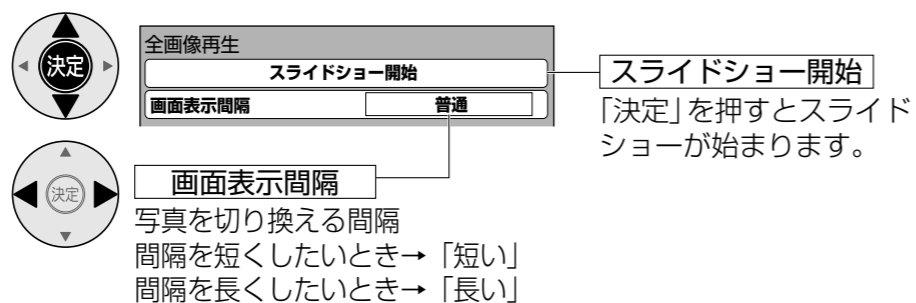 決定
全画像再生
スライドショー開始
画面表示間隔 普通
スライドショー開始
「決定」を押すとスライド
ショーが始まります。
決定
画面表示間隔
写真を切り換える間隔
間隔を短くしたいとき→「短い」
間隔を長くしたいとき→「長い」